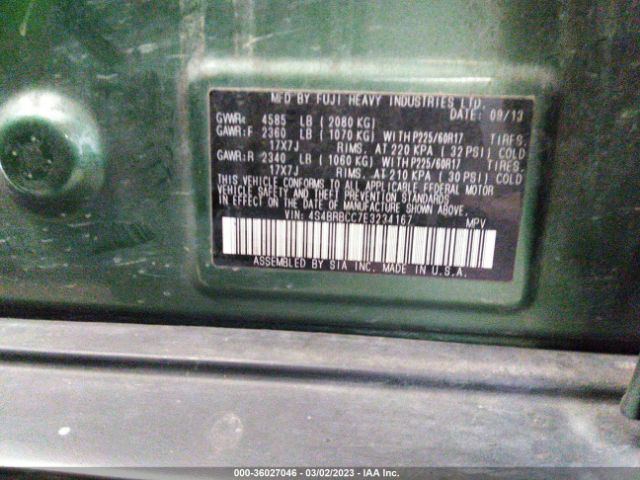 MFD BY FUJI HEAVY INDUSTRIES LTD.
DATE: 09/13
GVWR: 4585 LB ( 2080 KG)
GAWR:F 2360 LB ( 1070 KG) WITH P225/60R17 TIRES,
17X7J RIMS, AT 220 KPA ( 32 PSI) COLD
GAWR:R 2340 LB ( 1060 KG) WITH P225/60R17 TIRES,
17X7J RIMS, AT 210 KPA ( 30 PSI) COLD
THIS VEHICLE CONFORMS TO ALL APPLICABLE FEDERAL MOTOR
VEHICLE SAFETY AND BUMPER STANDARDS
IN EFFECT ON THE DATE OF MANUFACTURE SHOWN ABOVE.
VIN: 4S4BRBCC7E3234167 MPV
ASSEMBLED BY SIA INC. MADE IN U.S.A.
000-36027046 - 03/02/2023 - IAA Inc.